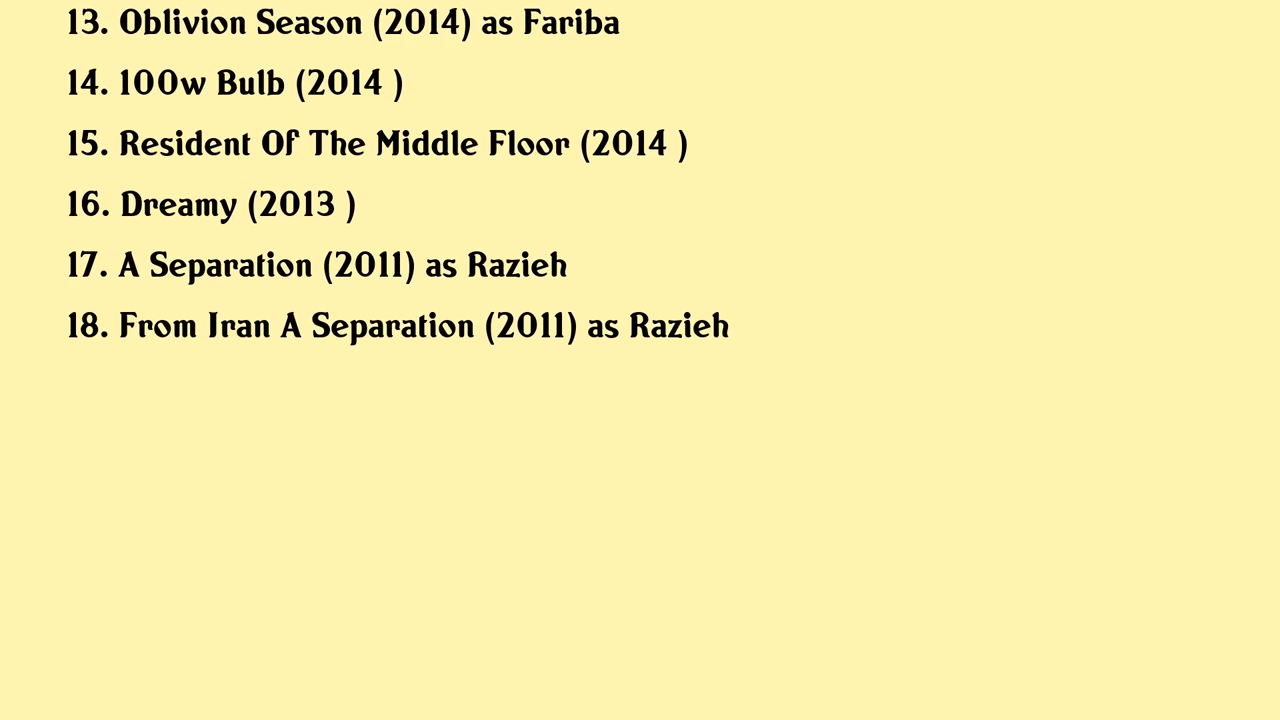 13. Oblivion Season (2014) as Fariba
14. 100w Bulb (2014 )
15. Resident Of The Middle Floor (2014 )
16. Dreamy (2013 )
17. A Separation (2011) as Razieh
18. From Iran A Separation (2011) as Razieh